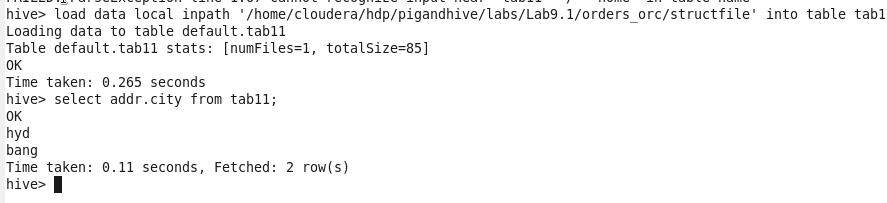 hive> load data local inpath '/home/cloudera/hdp/pigandhive/labs/Lab9.1/orders_orc/structfile' into table tab1
Loading data to table default.tab11
Table default.tab11 stats: [numFiles=1, totalSize=85]
OK
Time taken: 0.265 seconds
hive> select addr.city from tab11;
OK
hyd
bang
Time taken: 0.11 seconds, Fetched: 2 row(s)
hive>